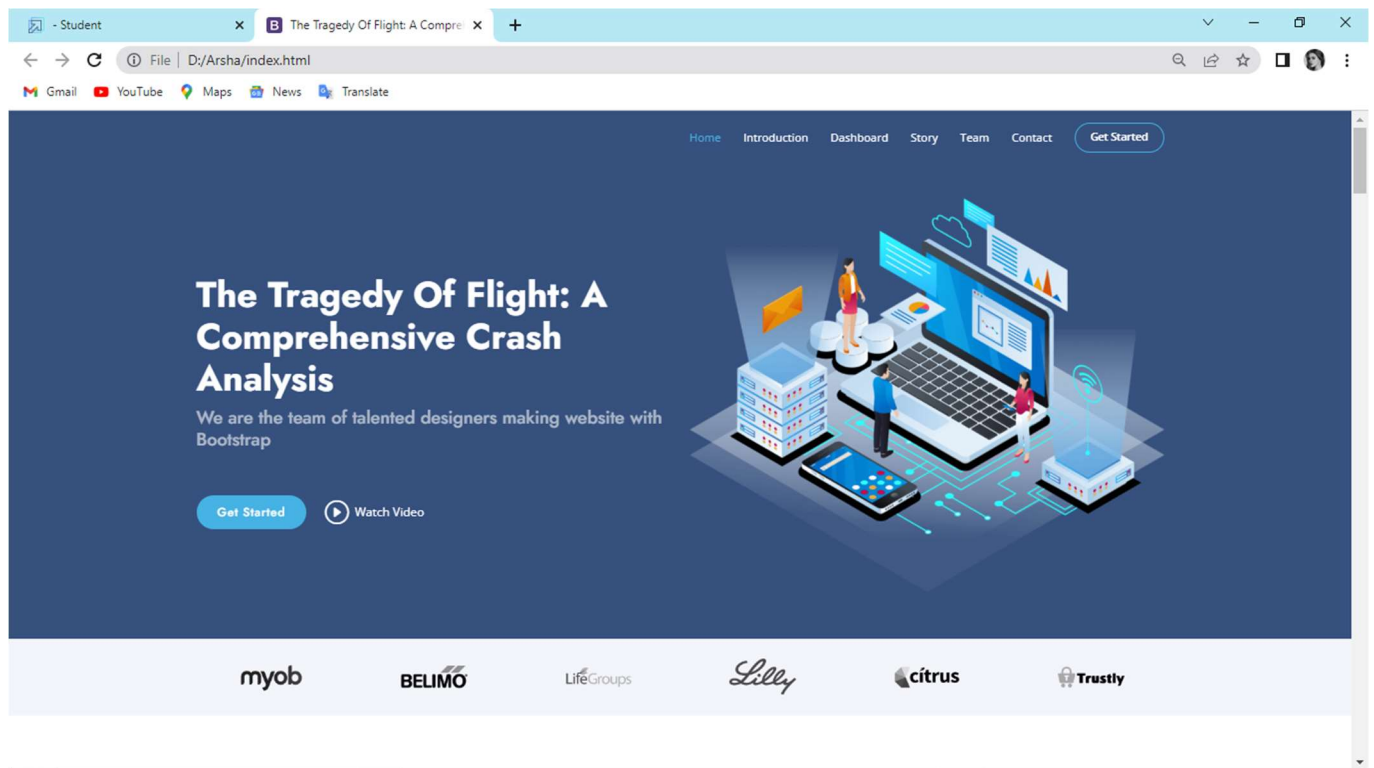 - Student
The Tragedy Of Flight: A Compre
File D:/Arsha/index.html
Gmail YouTube Maps News Translate
Home Introduction Dashboard Story Team Contact Get Started
The Tragedy Of Flight: A
Comprehensive Crash
Analysis
We are the team of talented designers making website with
Bootstrap
Get Started Watch Video
myob BELIMO LifeGroups Lilly citrus Trustly